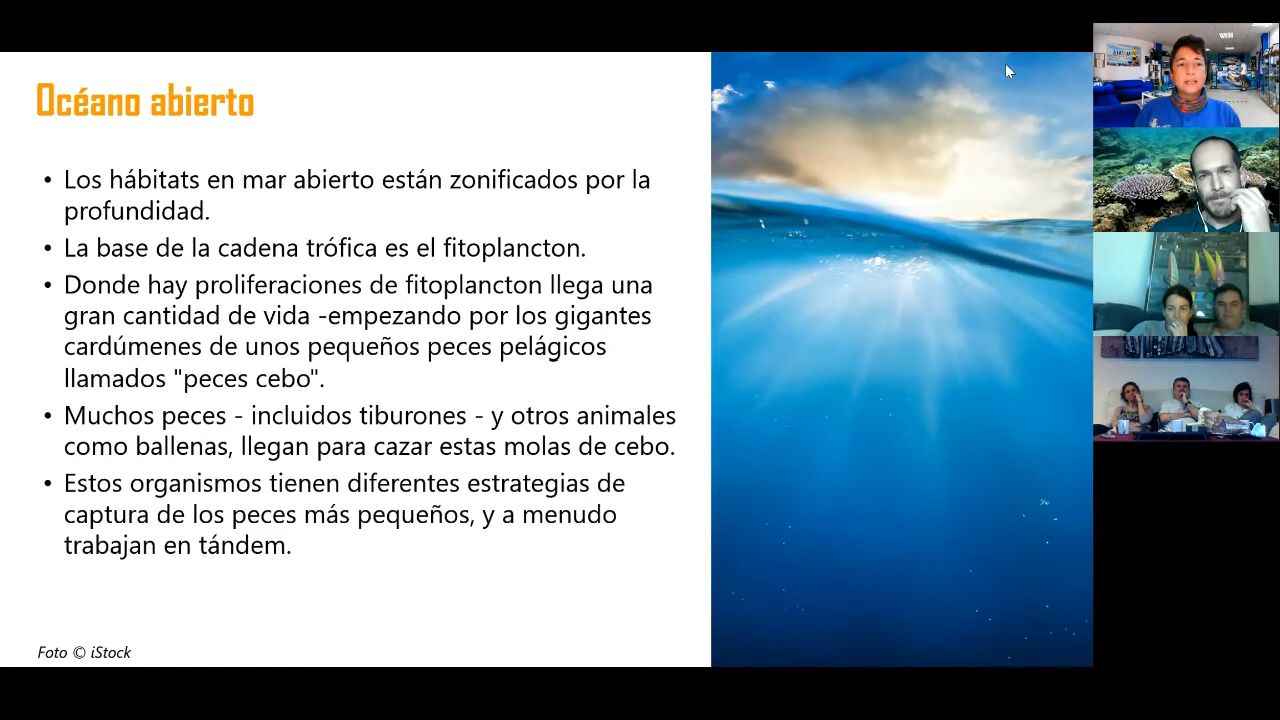 Océano abierto
• Los hábitats en mar abierto están zonificados por la
profundidad.
• La base de la cadena trófica es el fitoplancton.
• Donde hay proliferaciones de fitoplancton llega una
gran cantidad de vida -empezando por los gigantes
cardúmenes de unos pequeños peces pelágicos
llamados "peces cebo".
• Muchos peces - incluidos tiburones - y otros animales
como ballenas, llegan para cazar estas molas de cebo.
• Estos organismos tienen diferentes estrategias de
captura de los peces más pequeños, y a menudo
trabajan en tándem.
Foto © iStock